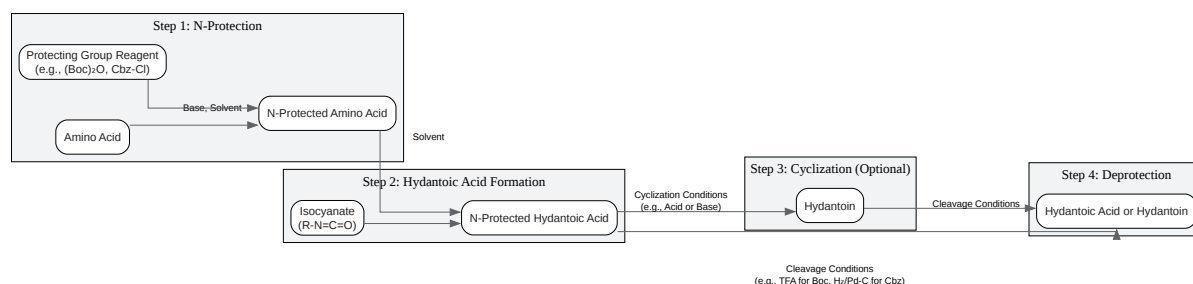 Step 1: N-Protection
Protecting Group Reagent
(e.g., (Boc)₂O, Cbz-Cl)
Base, Solvent
N-Protected Amino Acid
Amino Acid
Solvent
Step 2: Hydantoic Acid Formation
Isocyanate
(R-N=C=O)
N-Protected Hydantoic Acid
Cyclization Conditions
(e.g., Acid or Base)
Step 3: Cyclization (Optional)
Hydantoin
Cleavage Conditions
Step 4: Deprotection
Hydantoic Acid or Hydantoin
Cleavage Conditions
(e.g., TFA for Boc, H₂/Pd-C for Cbz)